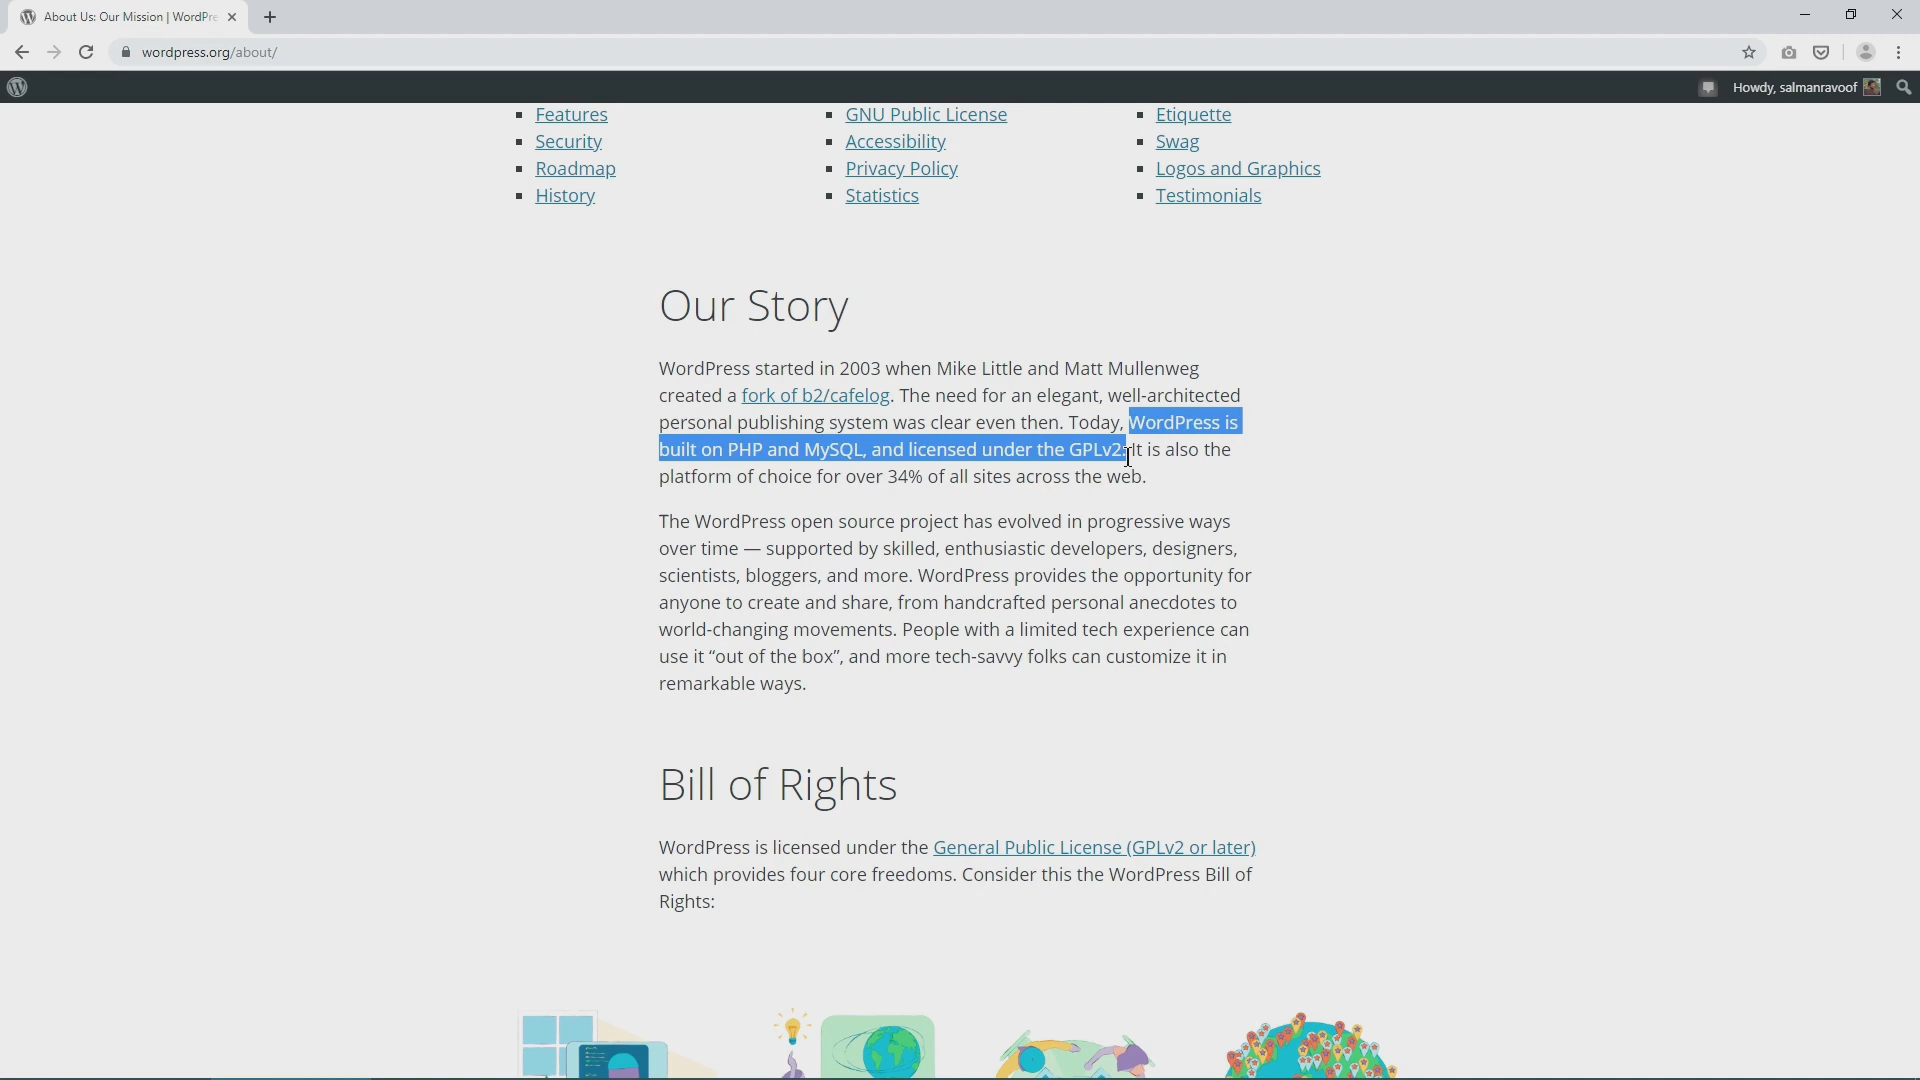 About Us: Our Mission | WordPre
wordpress.org/about/
Howdy, salmanravoof
Features
Security
Roadmap
History
GNU Public License
Accessibility
Privacy Policy
Statistics
Etiquette
Swag
Logos and Graphics
Testimonials
Our Story
WordPress started in 2003 when Mike Little and Matt Mullenweg
created a fork of b2/cafelog. The need for an elegant, well-architected
personal publishing system was clear even then. Today, WordPress is
built on PHP and MySQL, and licensed under the GPLv2. It is also the
platform of choice for over 34% of all sites across the web.
The WordPress open source project has evolved in progressive ways
over time — supported by skilled, enthusiastic developers, designers,
scientists, bloggers, and more. WordPress provides the opportunity for
anyone to create and share, from handcrafted personal anecdotes to
world-changing movements. People with a limited tech experience can
use it “out of the box”, and more tech-savvy folks can customize it in
remarkable ways.
Bill of Rights
WordPress is licensed under the General Public License (GPLv2 or later)
which provides four core freedoms. Consider this the WordPress Bill of
Rights: